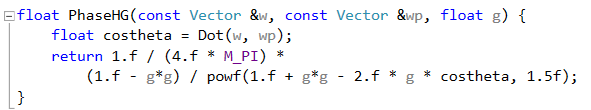 float PhaseHG(const Vector &w, const Vector &wp, float g) {
    float costheta = Dot(w, wp);
    return 1.f / (4.f * M_PI) *
        (1.f - g*g) / powf(1.f + g*g - 2.f * g * costheta, 1.5f);
}